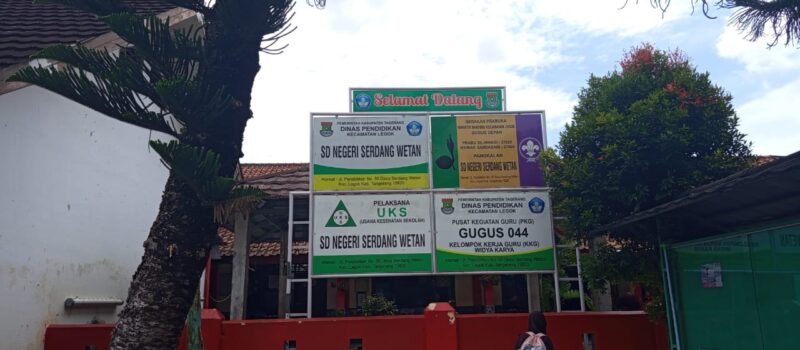 Selamat Datang
PEMERINTAH KABUPATEN TANGERANG
DINAS PENDIDIKAN
KECAMATAN LEGOK
SD NEGERI SERDANG WETAN
GERAKAN PRAMUKA
GUGUS DEPAN
PANGKALAN
SD NEGERI SERDANG WETAN
PELAKSANA
UKS
(USAHA KESEHATAN SEKOLAH)
SD NEGERI SERDANG WETAN
PEMERINTAH KABUPATEN TANGERANG
DINAS PENDIDIKAN
KECAMATAN LEGOK
PUSAT KEGIATAN GURU (PKG)
GUGUS 044
KELOMPOK KERJA GURU (KKG)
WIDYA KARYA